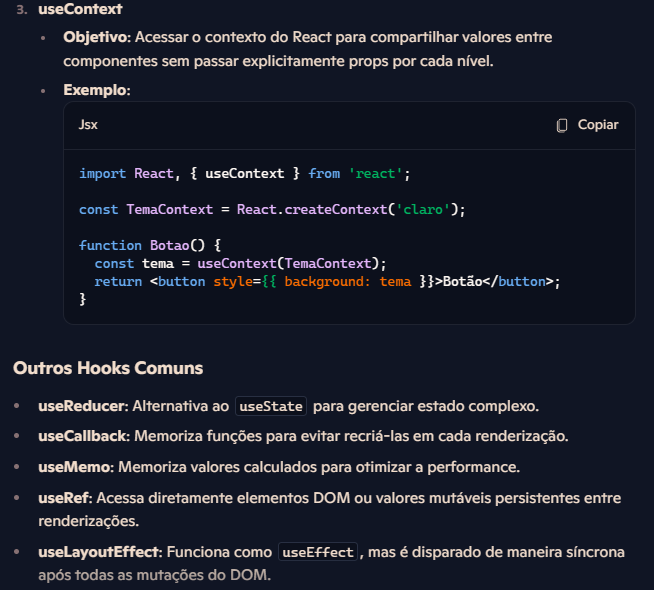 3. useContext
• Objetivo: Acessar o contexto do React para compartilhar valores entre
componentes sem passar explicitamente props por cada nível.
• Exemplo:
Jsx Copiar
import React, { useContext } from 'react';
const TemaContext = React.createContext('claro');
function Botao() {
  const tema = useContext(TemaContext);
  return <button style={{ background: tema }}>Botão</button>;
}
Outros Hooks Comuns
• useReducer: Alternativa ao useState para gerenciar estado complexo.
• useCallback: Memoriza funções para evitar recriá-las em cada renderização.
• useMemo: Memoriza valores calculados para otimizar a performance.
• useRef: Acessa diretamente elementos DOM ou valores mutáveis persistentes entre
renderizações.
• useLayoutEffect: Funciona como useEffect, mas é disparado de maneira síncrona
após todas as mutações do DOM.